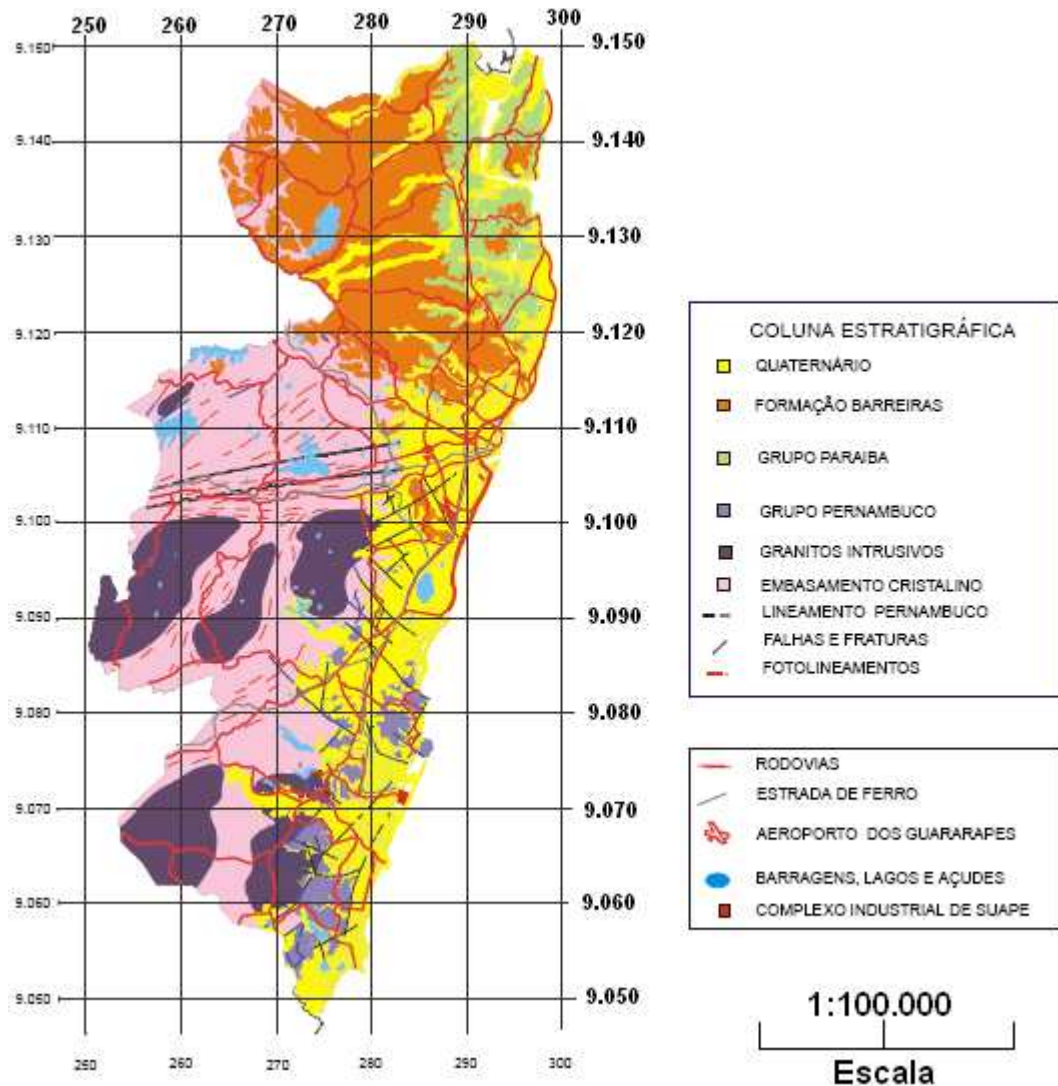 250 260 270 280 290 300
9.150 9.150
9.140 9.140
9.130 9.130
9.120 9.120
9.110 9.110
9.100 9.100
9.090 9.090
9.080 9.080
9.070 9.070
9.060 9.060
9.050 9.050
250 260 270 280 290 300
COLUNA ESTRATIGRÁFICA
QUATERNÁRIO
FORMAÇÃO BARREIRAS
GRUPO PARAIBA
GRUPO PERNAMBUCO
GRANITOS INTRUSIVOS
EMBASAMENTO CRISTALINO
LINEAMENTO PERNAMBUCO
FALHAS E FRATURAS
FOTOLINEAMENTOS
RODOVIAS
ESTRADA DE FERRO
AEROPORTO DOS GUARARAPES
BARRAGENS, LAGOS E AÇUDES
COMPLEXO INDUSTRIAL DE SUAPE
1:100.000
Escala